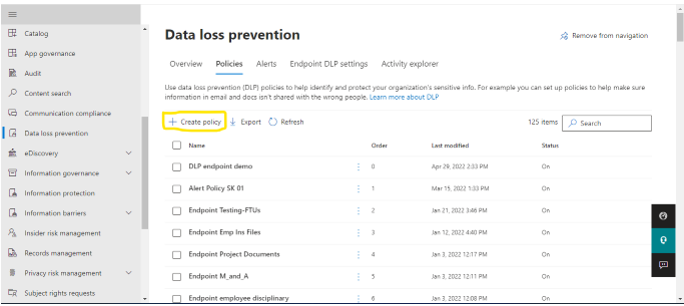 Catalog
App governance
Audit
Content search
Communication compliance
Data loss prevention
eDiscovery
Information governance
Information protection
Information barriers
Insider risk management
Records management
Privacy risk management
Subject rights requests
Data loss prevention
Remove from navigation
Overview Policies Alerts Endpoint DLP settings Activity explorer
Use data loss prevention (DLP) policies to help identify and protect your organization's sensitive info. For example you can set up policies to help make sure
information in email and docs isn't shared with the wrong people. Learn more about DLP
+ Create policy Export Refresh 125 items Search
Name Order Last modified Status
DLP endpoint demo 0 Apr 29, 2022 2:33 PM On
Alert Policy SK 01 1 Mar 15, 2022 1:33 PM On
Endpoint Testing-FTUs 2 Jan 21, 2022 3:46 PM On
Endpoint Emp Ins Files 3 Jan 12, 2022 4:40 PM On
Endpoint Project Documents 4 Jan 3, 2022 12:17 PM On
Endpoint M_and_A 5 Jan 3, 2022 12:11 PM On
Endpoint employee disciplinary 6 Jan 3, 2022 12:08 PM On